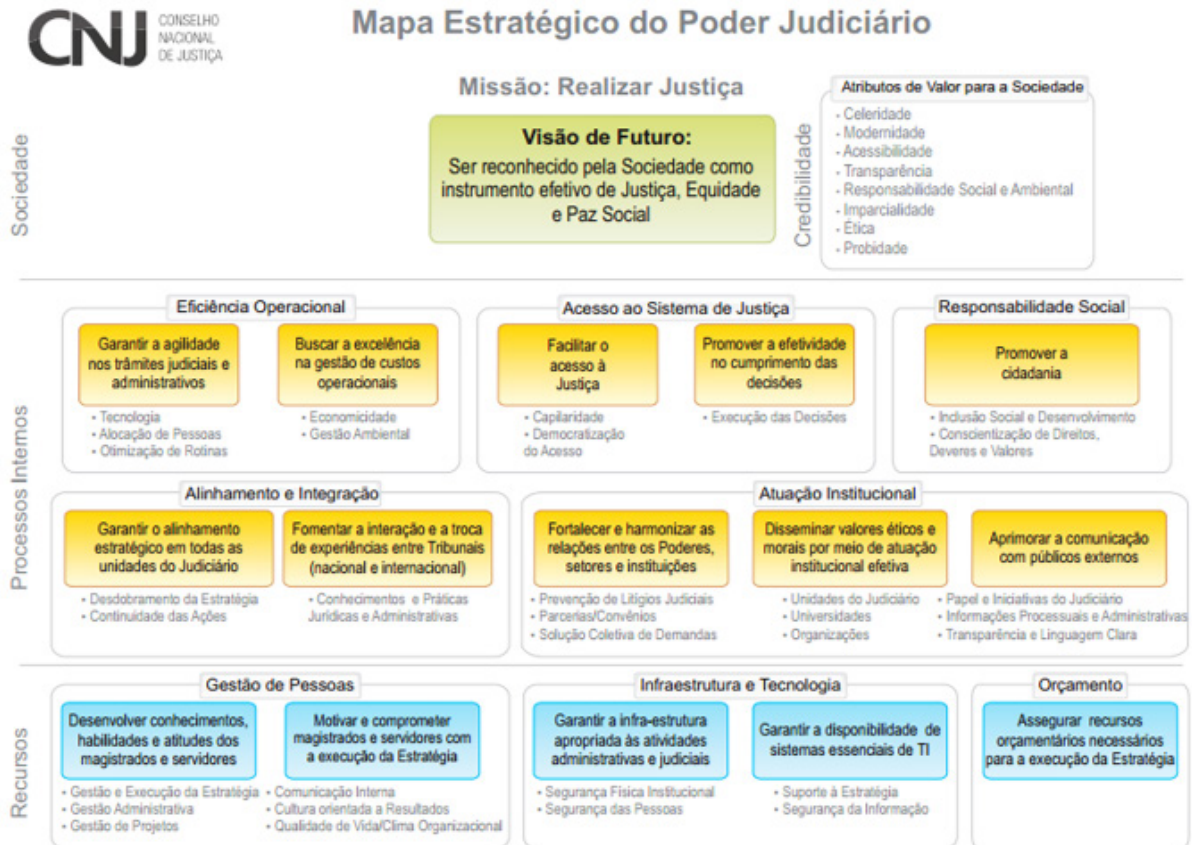 CNJ
CONSELHO
NACIONAL
DE JUSTIÇA
Mapa Estratégico do Poder Judiciário
Missão: Realizar Justiça
Sociedade
Visão de Futuro:
Ser reconhecido pela Sociedade como
instrumento efetivo de Justiça, Equidade
e Paz Social
Credibilidade
Atributos de Valor para a Sociedade
- Celeridade
- Modernidade
- Acessibilidade
- Transparência
- Responsabilidade Social e Ambiental
- Imparcialidade
- Ética
- Probidade
Processos Internos
Eficiência Operacional
Garantir a agilidade
nos trâmites judiciais e
administrativos
• Tecnologia
• Alocação de Pessoas
• Otimização de Rotinas
Buscar a excelência
na gestão de custos
operacionais
• Economicidade
• Gestão Ambiental
Acesso ao Sistema de Justiça
Facilitar o
acesso à
Justiça
• Capilaridade
• Democratização
do Acesso
Promover a efetividade
no cumprimento das
decisões
• Execução das Decisões
Responsabilidade Social
Promover a
cidadania
• Inclusão Social e Desenvolvimento
• Conscientização de Direitos,
Deveres e Valores
Alinhamento e Integração
Garantir o alinhamento
estratégico em todas as
unidades do Judiciário
• Desdobramento da Estratégia
• Continuidade das Ações
Fomentar a interação e a troca
de experiências entre Tribunais
(nacional e internacional)
• Conhecimentos e Práticas
Jurídicas e Administrativas
Atuação Institucional
Fortalecer e harmonizar as
relações entre os Poderes,
setores e instituições
• Prevenção de Litígios Judiciais
• Parcerias/Convênios
• Solução Coletiva de Demandas
Disseminar valores éticos e
morais por meio de atuação
institucional efetiva
• Unidades do Judiciário
• Universidades
• Organizações
Aprimorar a comunicação
com públicos externos
• Papel e Iniciativas do Judiciário
• Informações Processuais e Administrativas
• Transparência e Linguagem Clara
Recursos
Gestão de Pessoas
Desenvolver conhecimentos,
habilidades e atitudes dos
magistrados e servidores
• Gestão e Execução da Estratégia
• Gestão Administrativa
• Gestão de Projetos
Motivar e comprometer
magistrados e servidores com
a execução da Estratégia
• Comunicação Interna
• Cultura orientada a Resultados
• Qualidade de Vida/Clima Organizacional
Infraestrutura e Tecnologia
Garantir a infra-estrutura
apropriada às atividades
administrativas e judiciais
• Segurança Física Institucional
• Segurança das Pessoas
Garantir a disponibilidade de
sistemas essenciais de TI
• Suporte à Estratégia
• Segurança da Informação
Orçamento
Assegurar recursos
orçamentários necessários
para a execução da Estratégia